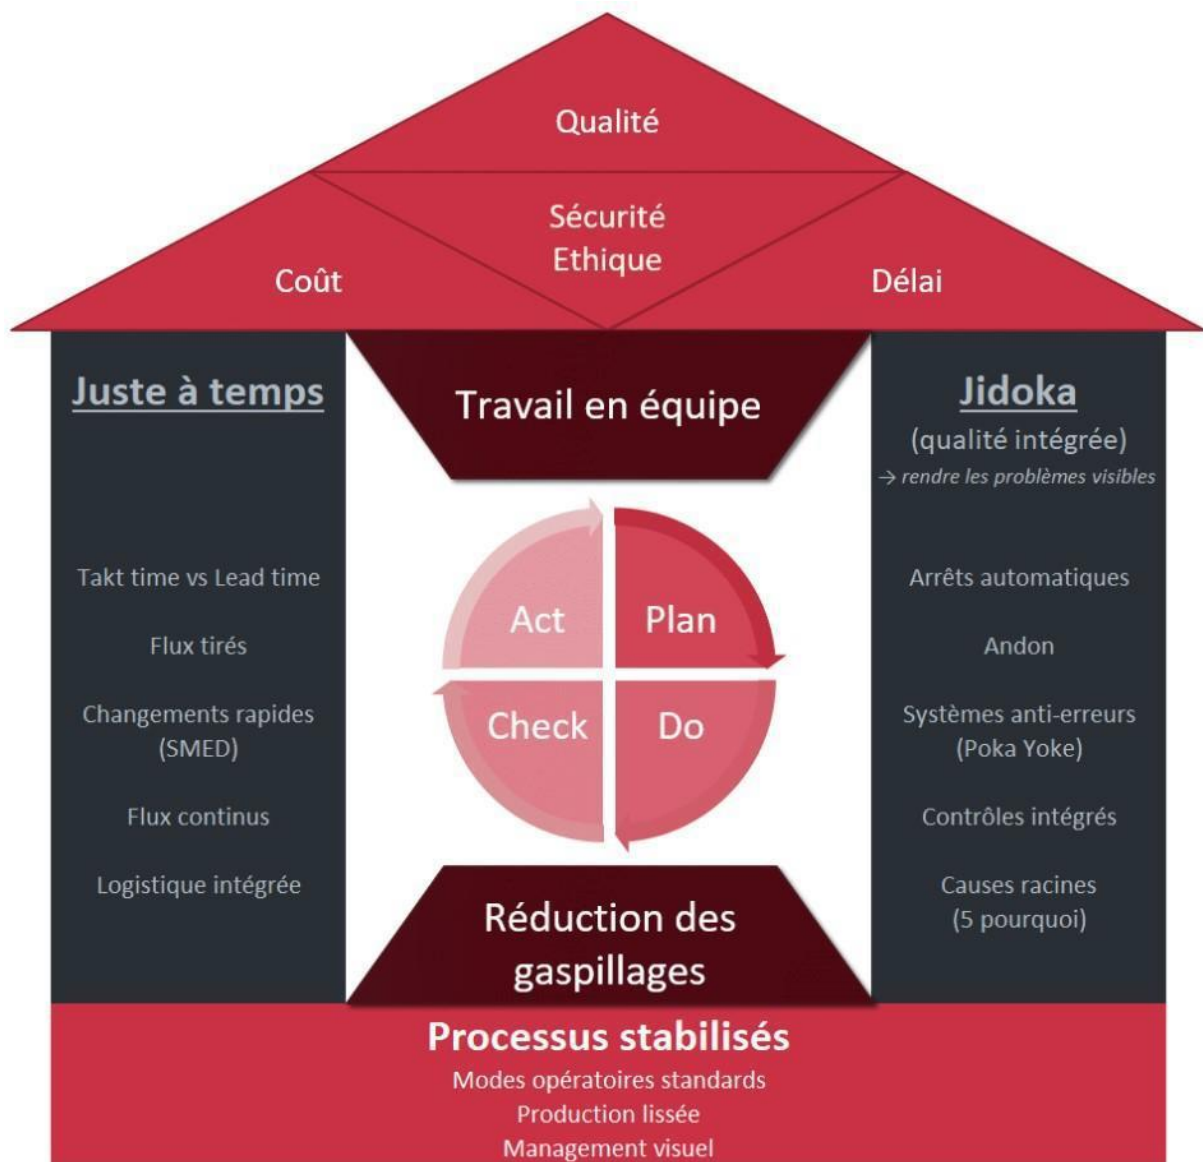 Qualité
Sécurité
Ethique
Coût
Délai
Juste à temps
Takt time vs Lead time
Flux tirés
Changements rapides
(SMED)
Flux continus
Logistique intégrée
Travail en équipe
Act
Plan
Check
Do
Réduction des
gaspillages
Jidoka
(qualité intégrée)
→ rendre les problèmes visibles
Arrêts automatiques
Andon
Systèmes anti-erreurs
(Poka Yoke)
Contrôles intégrés
Causes racines
(5 pourquoi)
Processus stabilisés
Modes opératoires standards
Production lissée
Management visuel